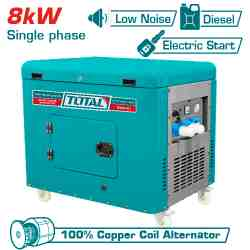 8kW
Single phase
Low Noise
Diesel
Electric Start
TOTAL
100% Copper Coil Alternator